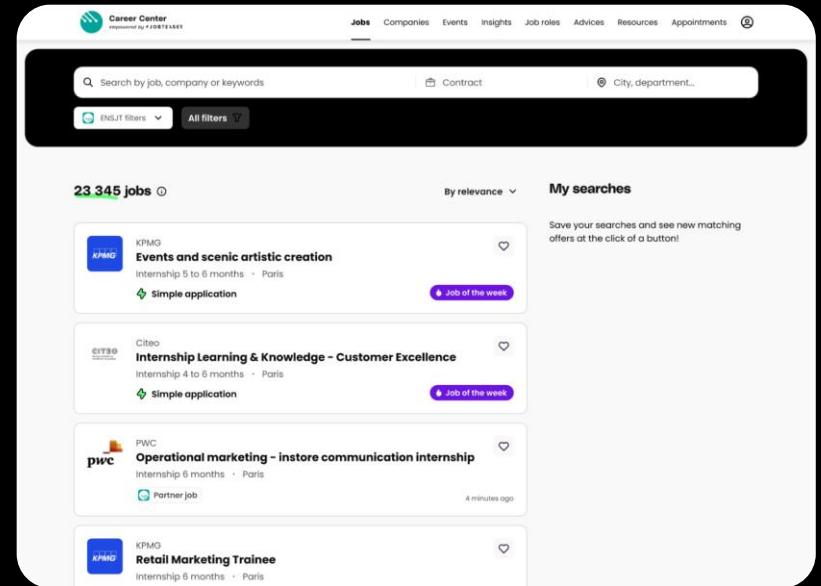 Career Center
empowered by JOBTEASER
Jobs Companies Events Insights Job roles Advices Resources Appointments
Search by job, company or keywords Contract City, department...
ENSJT filters All filters
23 345 jobs By relevance My searches
Save your searches and see new matching
offers at the click of a button!
KPMG
KPMG
Events and scenic artistic creation
Internship 5 to 6 months · Paris
Simple application Job of the week
CITEO
Citeo
Internship Learning & Knowledge - Customer Excellence
Internship 4 to 6 months · Paris
Simple application Job of the week
pwc
PWC
Operational marketing - instore communication internship
Internship 6 months · Paris
Partner job 4 minutes ago
KPMG
KPMG
Retail Marketing Trainee
Internship 6 months · Paris